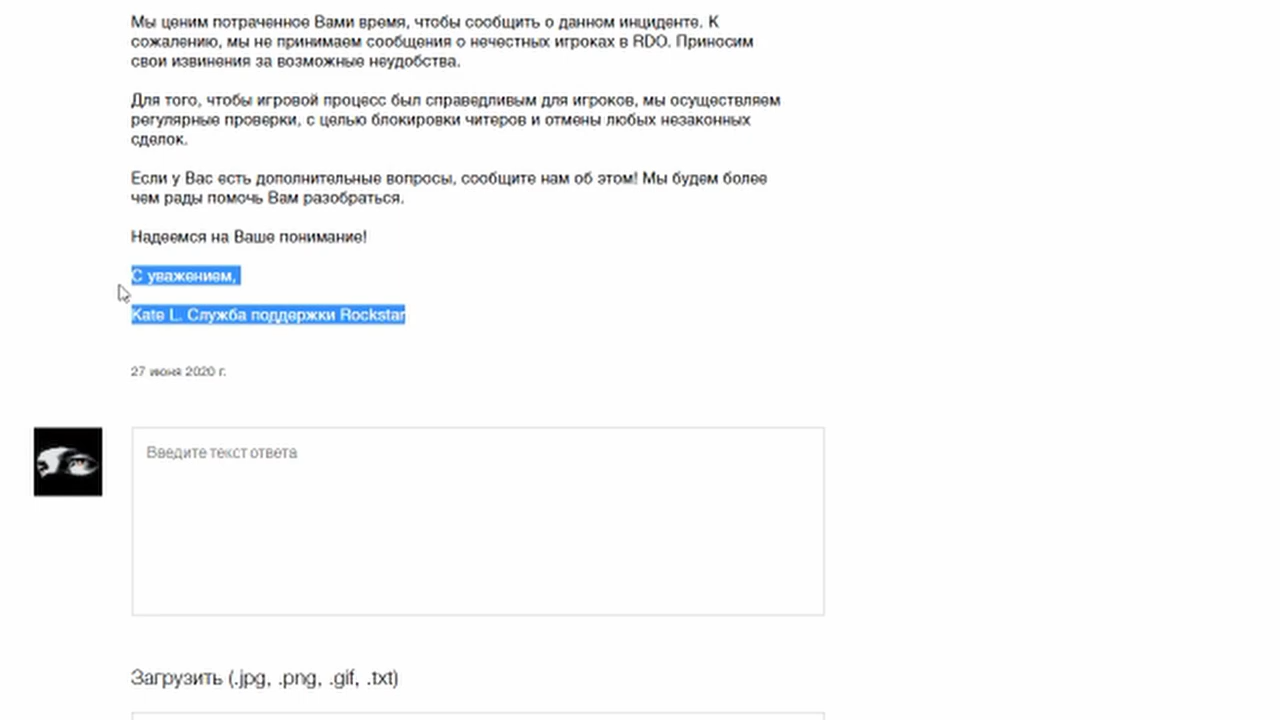 Мы ценим потраченное Вами время, чтобы сообщить о данном инциденте. К
сожалению, мы не принимаем сообщения о нечестных игроках в RDO. Приносим
свои извинения за возможные неудобства.
Для того, чтобы игровой процесс был справедливым для игроков, мы осуществляем
регулярные проверки, с целью блокировки читеров и отмены любых незаконных
сделок.
Если у Вас есть дополнительные вопросы, сообщите нам об этом! Мы будем более
чем рады помочь Вам разобраться.
Надеемся на Ваше понимание!
С уважением,
Kate L. Служба поддержки Rockstar
27 июня 2020 г.
Введите текст ответа
Загрузить (.jpg, .png, .gif, .txt)